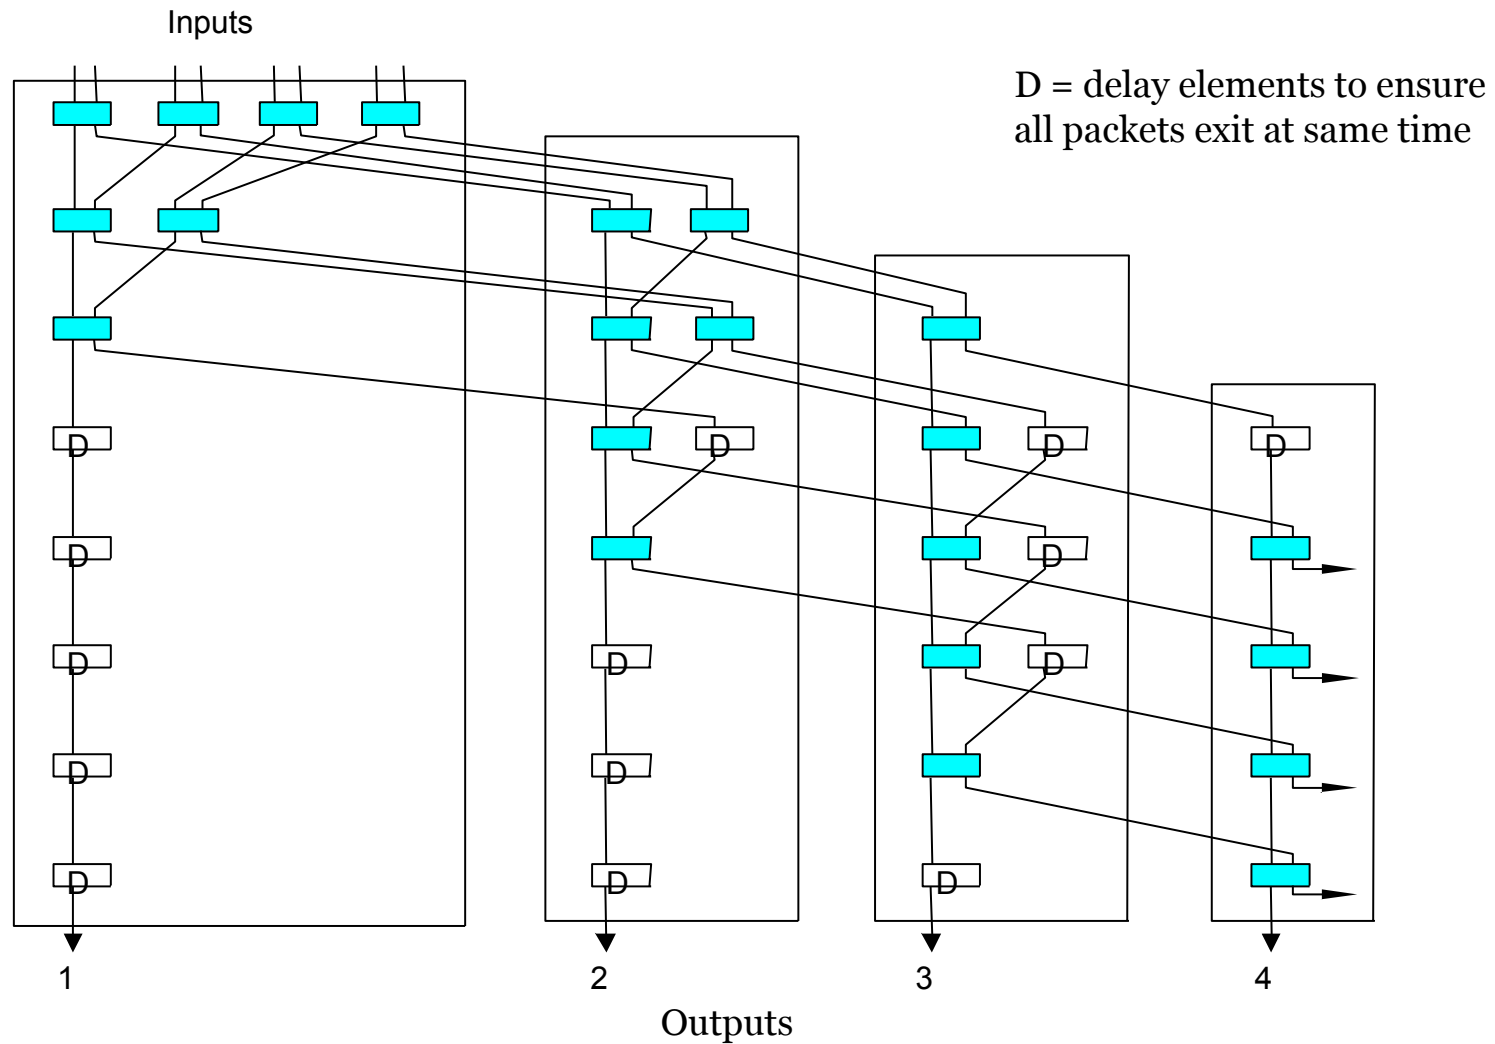 Inputs
D = delay elements to ensure
all packets exit at same time
D
D
D
D
D
D
D
D
D
D
D
D
D
D
1
2
3
4
Outputs